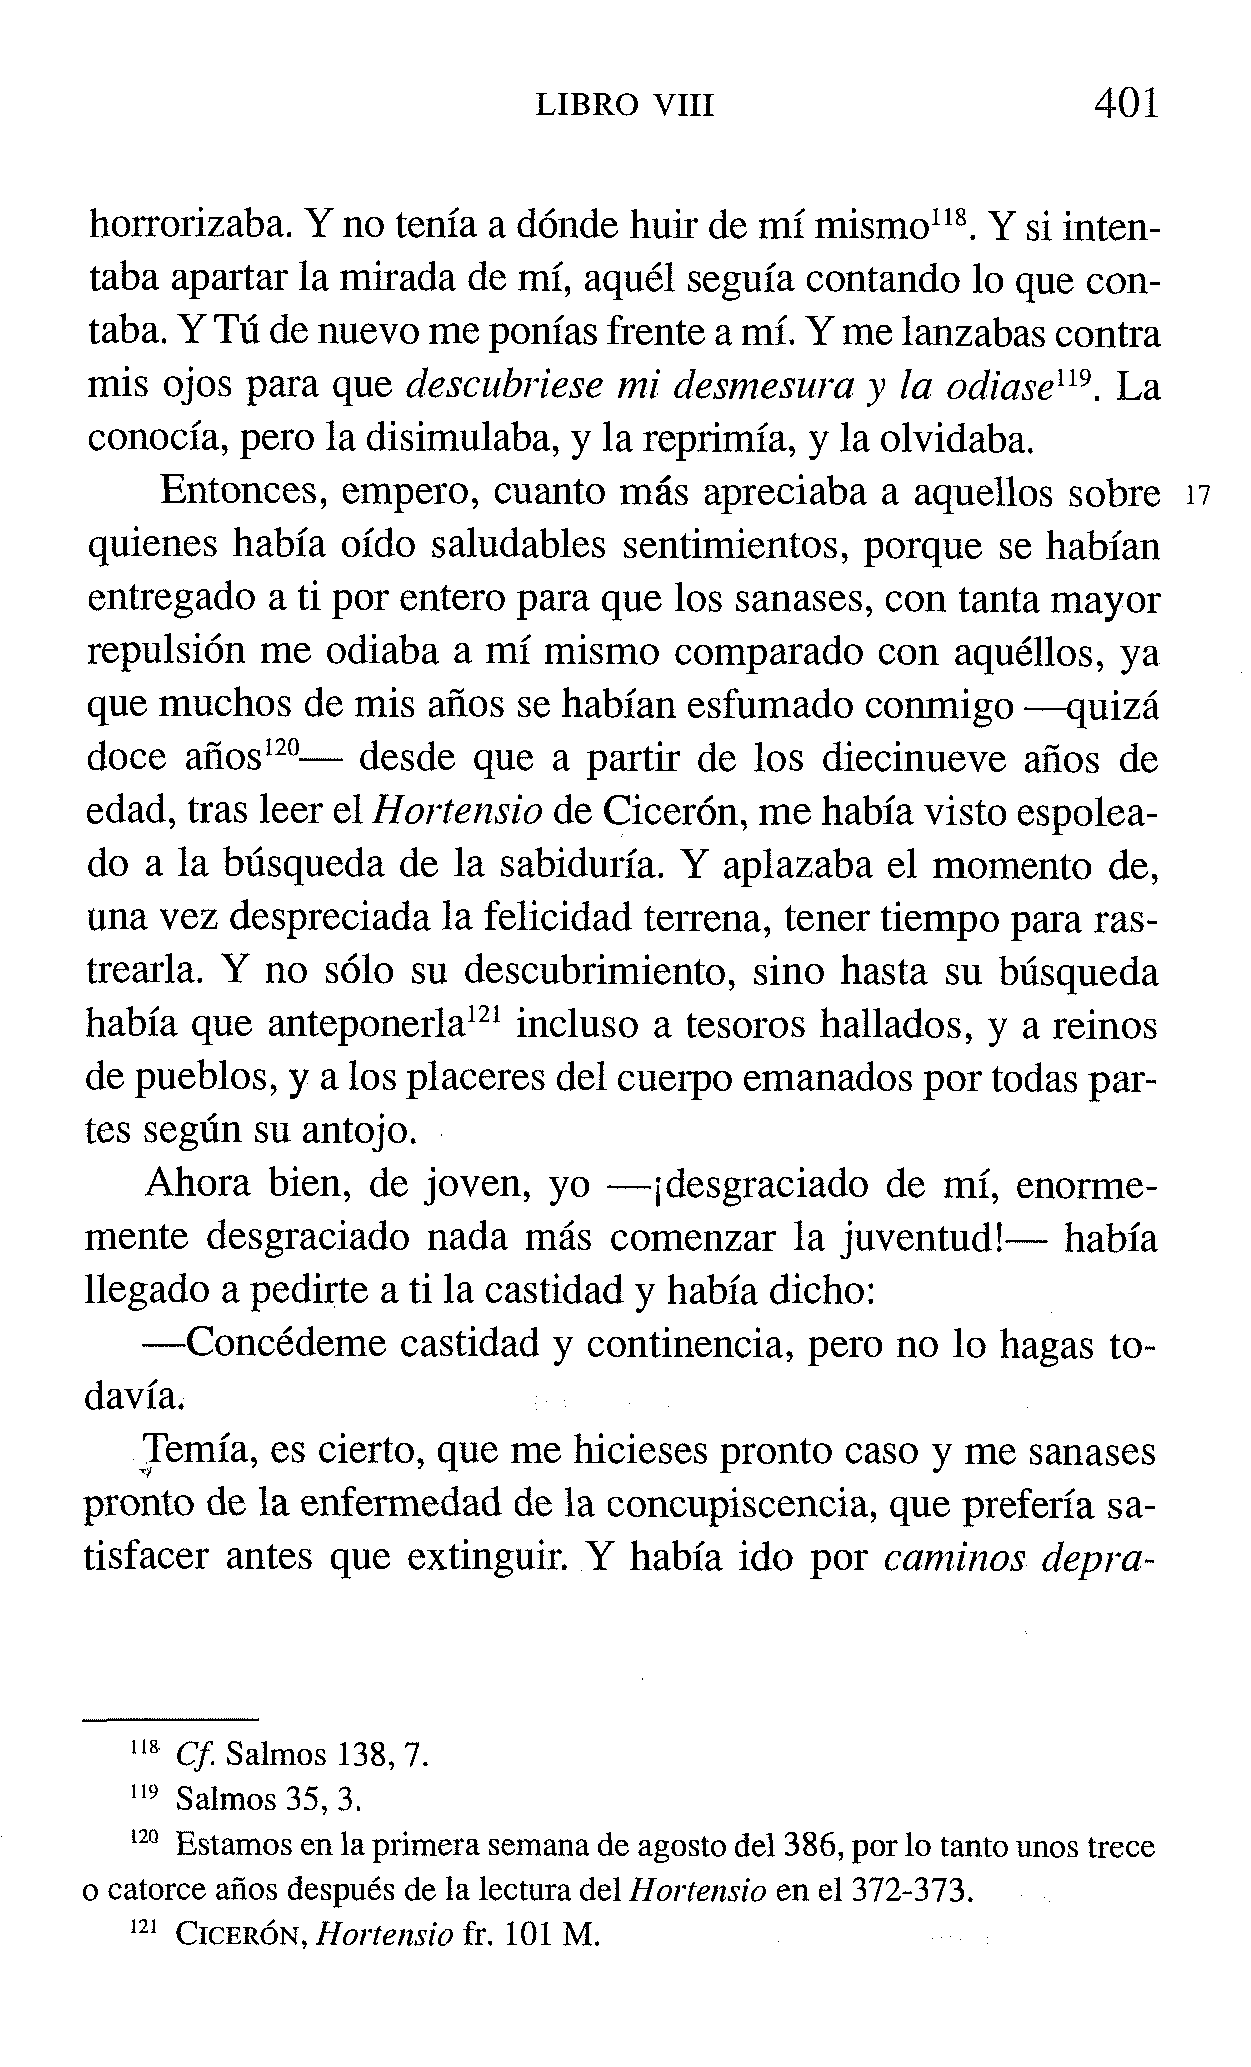 LIBRO VIII 401
horrorizaba. Y no tenía a dónde huir de mí mismo¹¹⁸. Y si inten-
taba apartar la mirada de mí, aquél seguía contando lo que con-
taba. Y Tú de nuevo me ponías frente a mí. Y me lanzabas contra
mis ojos para que descubriese mi desmesura y la odiase¹¹⁹. La
conocía, pero la disimulaba, y la reprimía, y la olvidaba.
Entonces, empero, cuanto más apreciaba a aquellos sobre 17
quienes había oído saludables sentimientos, porque se habían
entregado a ti por entero para que los sanases, con tanta mayor
repulsión me odiaba a mí mismo comparado con aquéllos, ya
que muchos de mis años se habían esfumado conmigo —quizá
doce años¹²⁰— desde que a partir de los diecinueve años de
edad, tras leer el Hortensio de Cicerón, me había visto espolea-
do a la búsqueda de la sabiduría. Y aplazaba el momento de,
una vez despreciada la felicidad terrena, tener tiempo para ras-
trearla. Y no sólo su descubrimiento, sino hasta su búsqueda
había que anteponerla¹²¹ incluso a tesoros hallados, y a reinos
de pueblos, y a los placeres del cuerpo emanados por todas par-
tes según su antojo.
Ahora bien, de joven, yo —¡desgraciado de mí, enorme-
mente desgraciado nada más comenzar la juventud!— había
llegado a pedirte a ti la castidad y había dicho:
—Concédeme castidad y continencia, pero no lo hagas to-
davía.
Temía, es cierto, que me hicieses pronto caso y me sanases
pronto de la enfermedad de la concupiscencia, que prefería sa-
tisfacer antes que extinguir. Y había ido por caminos depra-
¹¹⁸ Cf. Salmos 138, 7.
¹¹⁹ Salmos 35, 3.
¹²⁰ Estamos en la primera semana de agosto del 386, por lo tanto unos trece
o catorce años después de la lectura del Hortensio en el 372-373.
¹²¹ CICERÓN, Hortensio fr. 101 M.